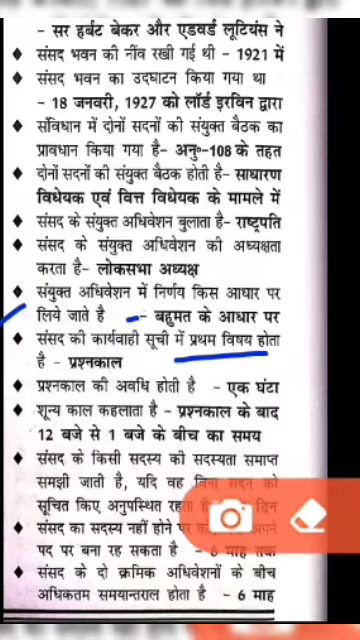 - सर हर्बट बेकर और एडवर्ड लूटियंस ने
♦ संसद भवन की नींव रखी गई थी - 1921 में
♦ संसद भवन का उदघाटन किया गया था
- 18 जनवरी, 1927 को लॉर्ड इरविन द्वारा
♦ संविधान में दोनों सदनों की संयुक्त बैठक का
प्रावधान किया गया है- अनु०-108 के तहत
♦ दोनों सदनों की संयुक्त बैठक होती है- साधारण
विधेयक एवं वित्त विधेयक के मामले में
♦ संसद के संयुक्त अधिवेशन बुलाता है- राष्ट्रपति
♦ संसद के संयुक्त अधिवेशन की अध्यक्षता
करता है- लोकसभा अध्यक्ष
♦ संयुक्त अधिवेशन में निर्णय किस आधार पर
लिये जाते है - बहुमत के आधार पर
♦ संसद की कार्यवाही सूची में प्रथम विषय होता
है - प्रश्नकाल
♦ प्रश्नकाल की अवधि होती है - एक घंटा
♦ शून्य काल कहलाता है - प्रश्नकाल के बाद
12 बजे से 1 बजे के बीच का समय
♦ संसद के किसी सदस्य की सदस्यता समाप्त
समझी जाती है, यदि वह बिना सदन को
सूचित किए अनुपस्थित रहता दिन
♦ संसद का सदस्य नहीं होने पर अपने
पद पर बना रह सकता है - 6 माह तक
♦ संसद के दो क्रमिक अधिवेशनों के बीच
अधिकतम समयान्तराल होता है - 6 माह